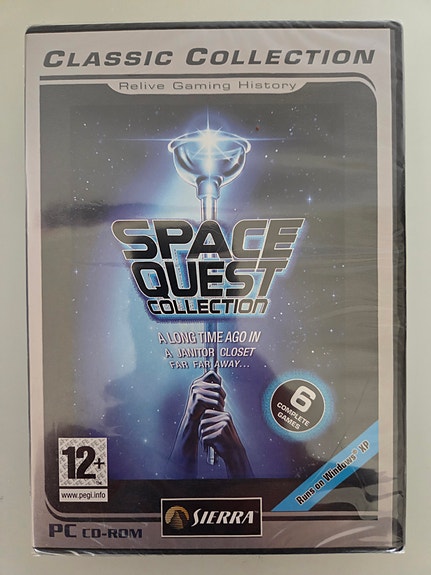 CLASSIC COLLECTION
Relive Gaming History
SPACE
QUEST
COLLECTION
A LONG TIME AGO IN
A JANITOR CLOSET
FAR FAR AWAY...
6
COMPLETE
GAMES
12+
www.pegi.info
Runs on Windows® XP
PC CD-ROM
SIERRA